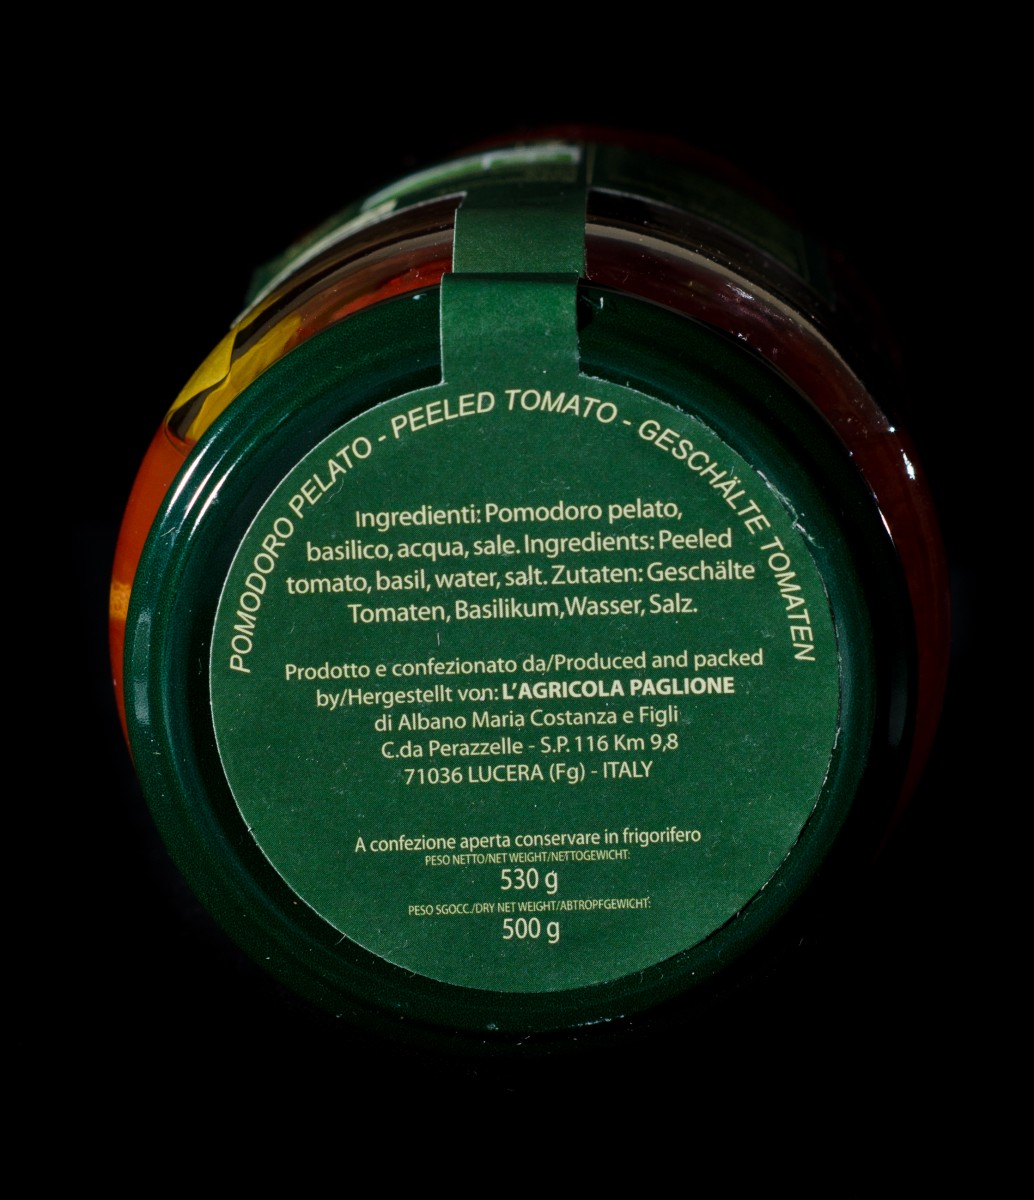 POMODORO PELATO - PEELED TOMATO - GESCHÄLTE TOMATEN
Ingredienti: Pomodoro pelato,
basilico, acqua, sale. Ingredients: Peeled
tomato, basil, water, salt. Zutaten: Geschälte
Tomaten, Basilikum, Wasser, Salz.
Prodotto e confezionato da/Produced and packed
by/Hergestellt von: L'AGRICOLA PAGLIONE
di Albano Maria Costanza e Figli
C.da Perazzelle - S.P. 116 Km 9,8
71036 LUCERA (Fg) - ITALY
A confezione aperta conservare in frigorifero
PESO NETTO/NET WEIGHT/NETTOGEWICHT:
530 g
PESO SGOCC./DRY NET WEIGHT/ABTROPFGEWICHT:
500 g